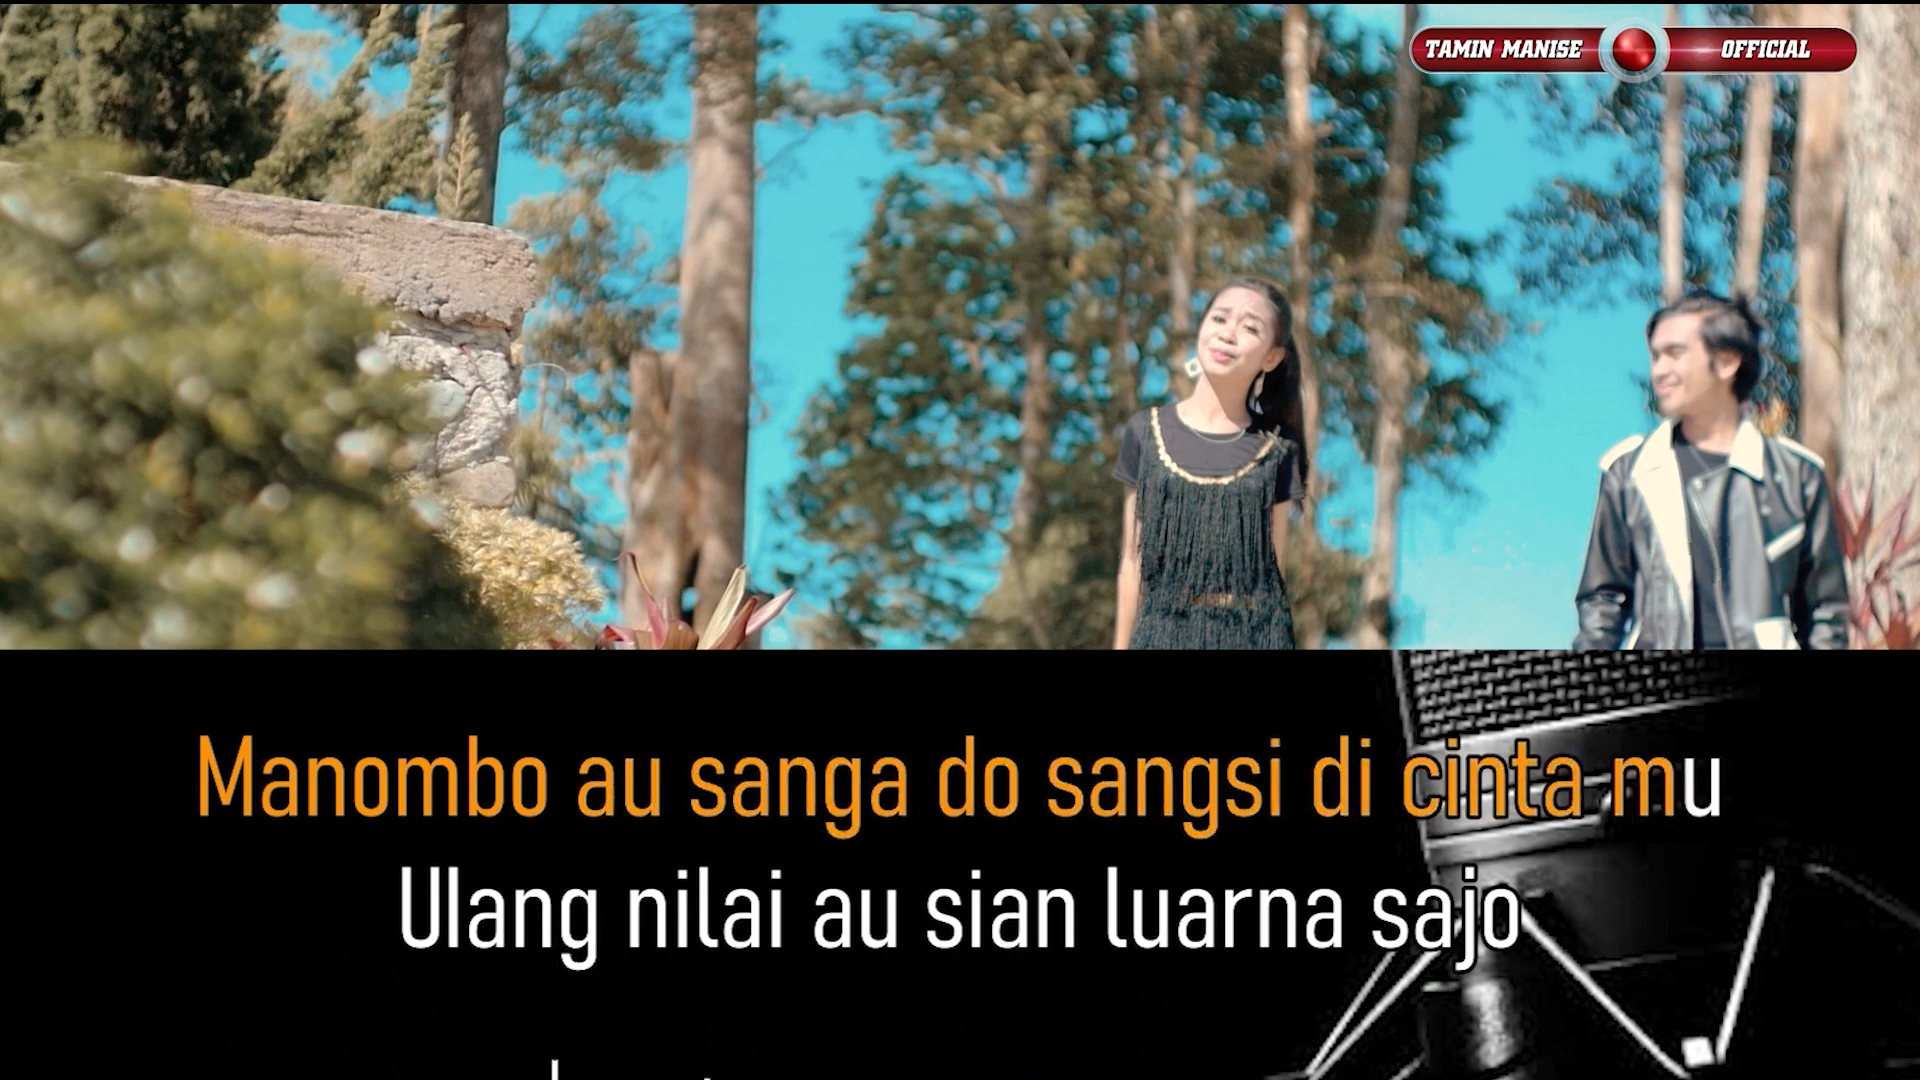 TAMIN MANISE OFFICIAL
Manombo au sanga do sangsi di cinta mu
Ulang nilai au sian luarna sajo